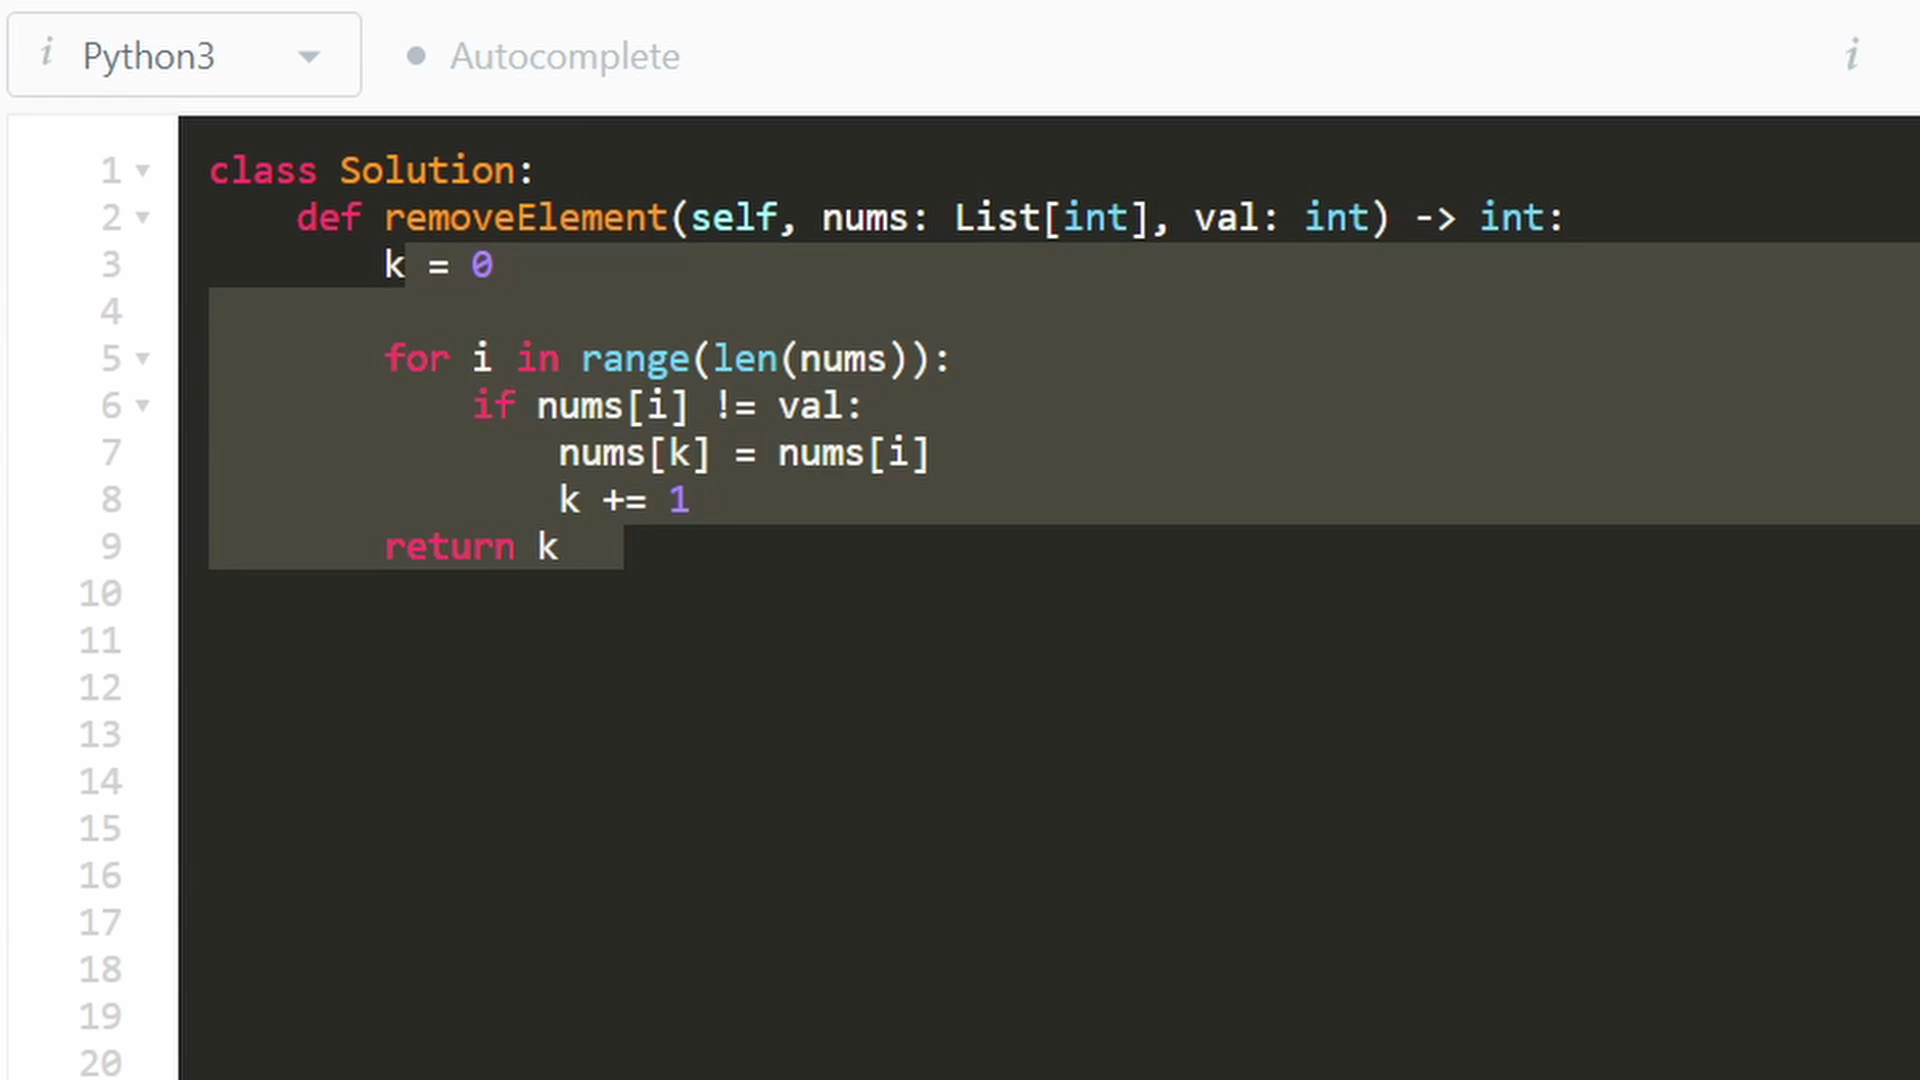 i Python3 Autocomplete i
1 class Solution:
2 def removeElement(self, nums: List[int], val: int) -> int:
3 k = 0
4
5 for i in range(len(nums)):
6 if nums[i] != val:
7 nums[k] = nums[i]
8 k += 1
9 return k
10
11
12
13
14
15
16
17
18
19
20